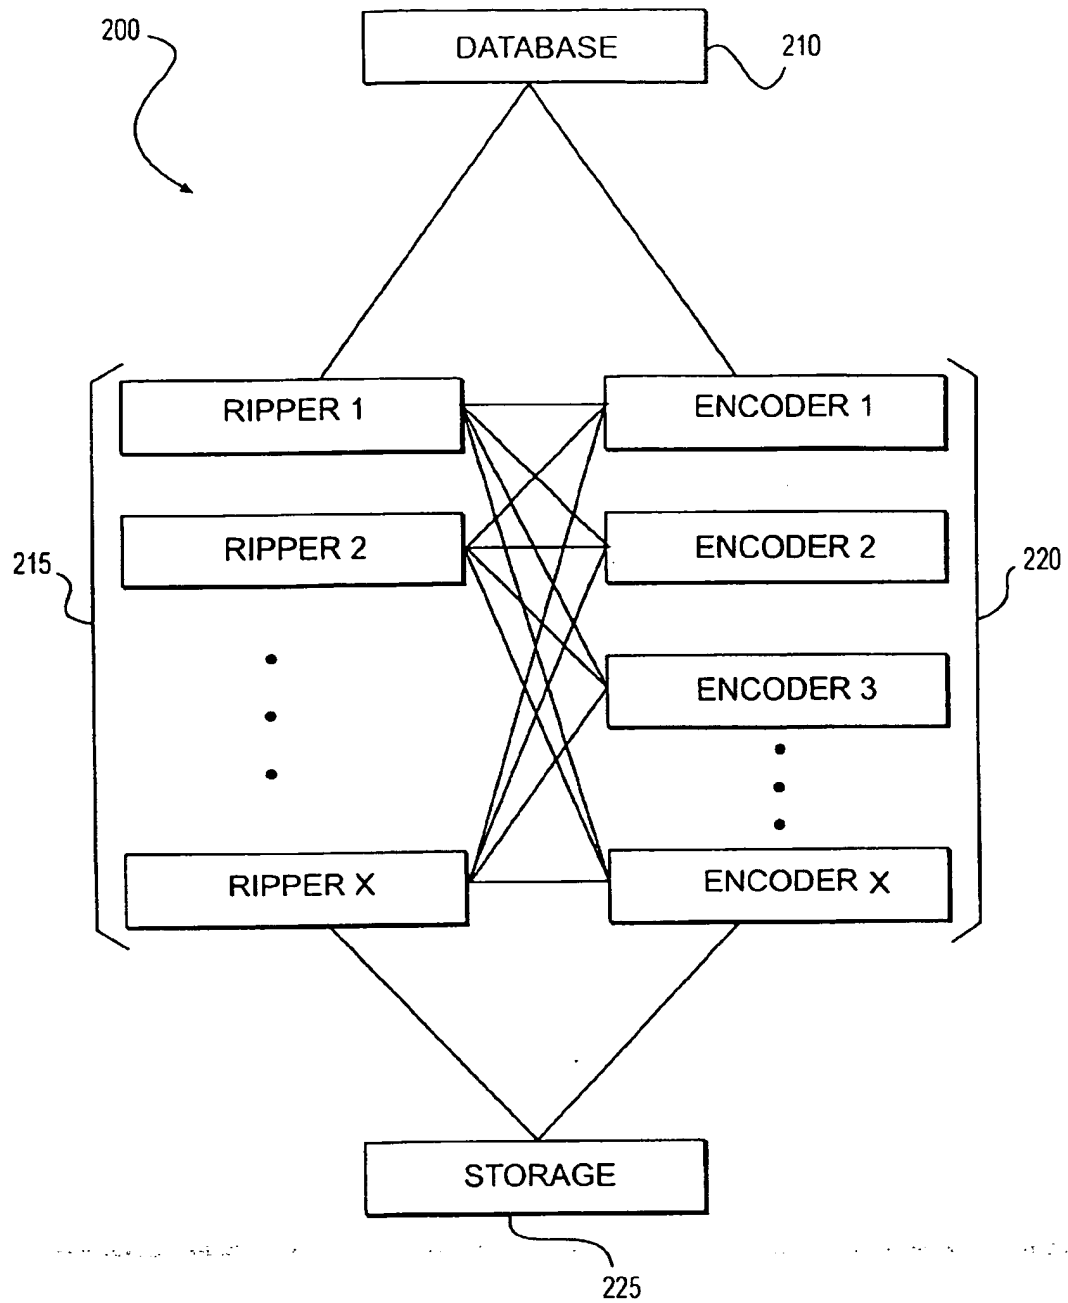 200
DATABASE
210
RIPPER 1
ENCODER 1
RIPPER 2
ENCODER 2
215
220
ENCODER 3
RIPPER X
ENCODER X
STORAGE
225